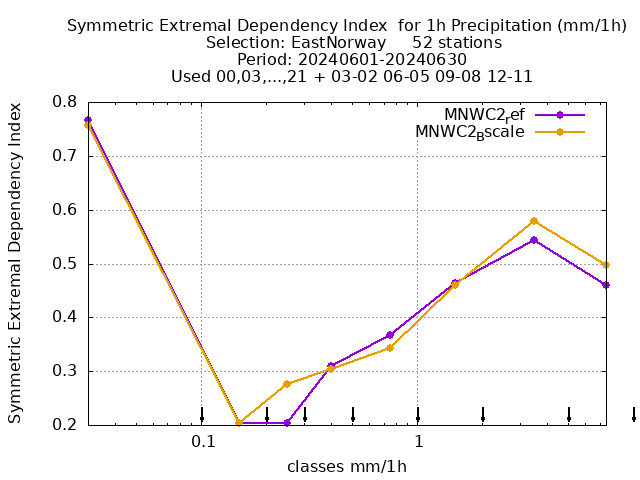 Symmetric Extremal Dependency Index  for 1h Precipitation (mm/1h)
Selection: EastNorway     52 stations
Period: 20240601-20240630
Used 00,03,...,21 + 03-02 06-05 09-08 12-11
Symmetric Extremal Dependency Index
0.8
0.7
0.6
0.5
0.4
0.3
0.2
MNWC2ref
MNWC2Bscale
0.1
1
classes mm/1h